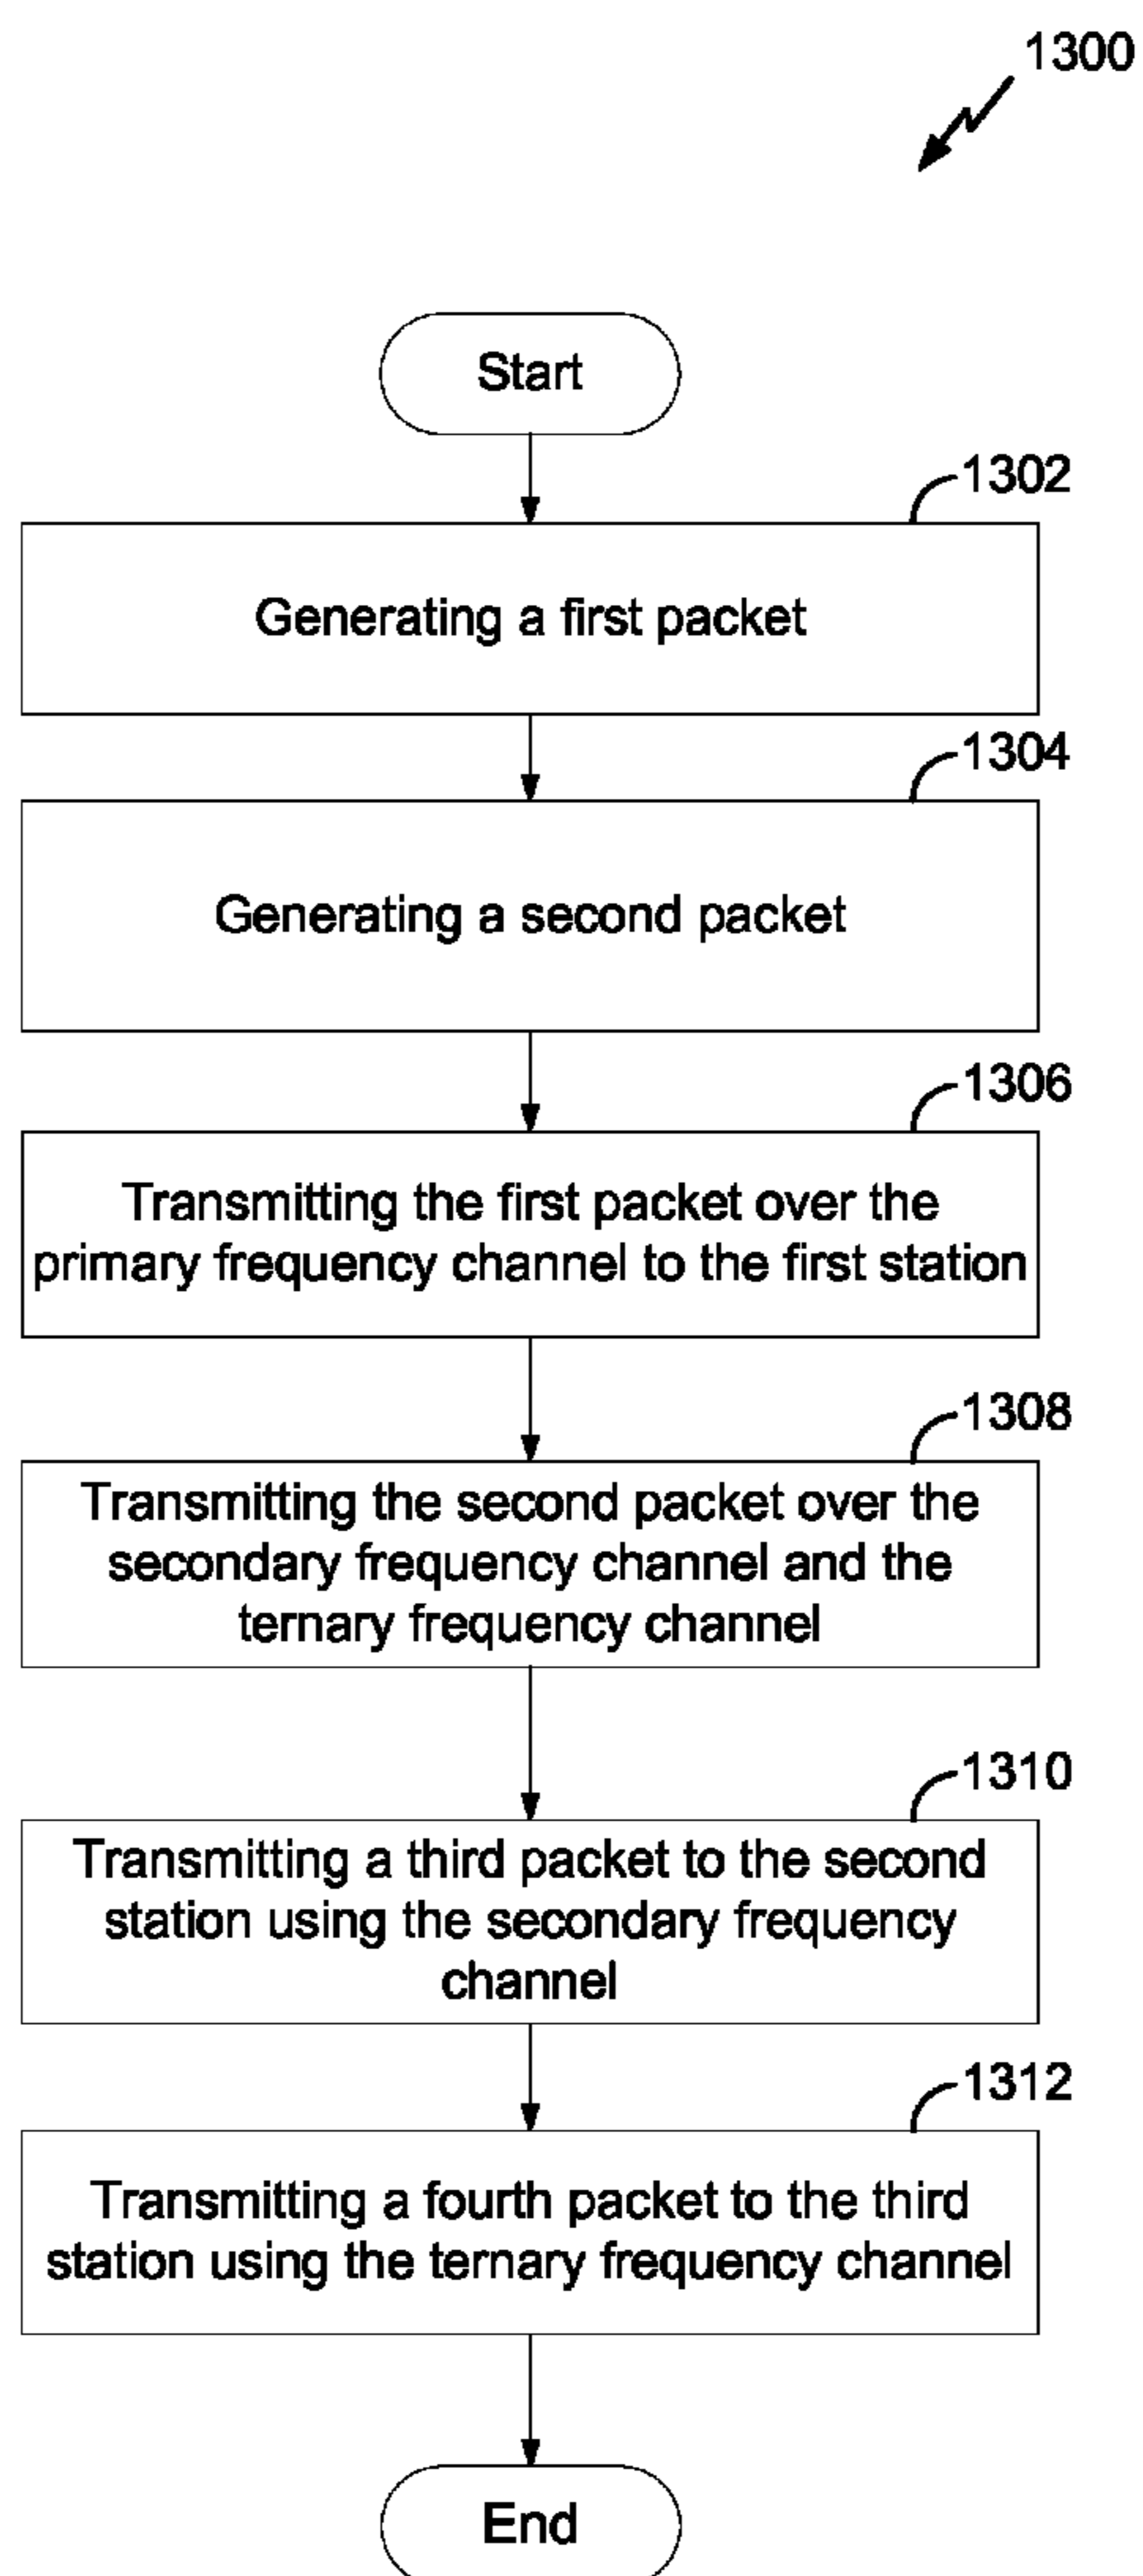 1300
Start
1302
Generating a first packet
1304
Generating a second packet
1306
Transmitting the first packet over the
primary frequency channel to the first station
1308
Transmitting the second packet over the
secondary frequency channel and the
ternary frequency channel
1310
Transmitting a third packet to the second
station using the secondary frequency
channel
1312
Transmitting a fourth packet to the third
station using the ternary frequency channel
End